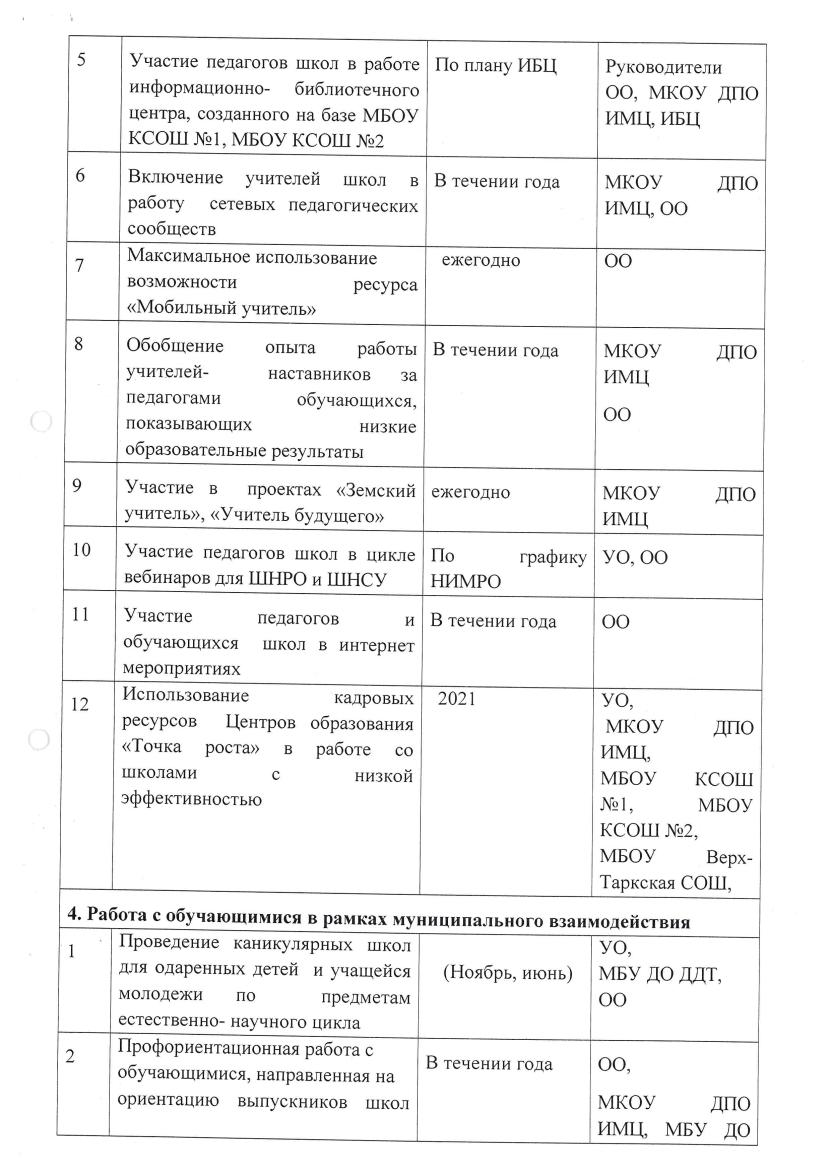 5
Участие педагогов школ в работе
информационно- библиотечного
центра, созданного на базе МБОУ
КСОШ №1, МБОУ КСОШ №2
По плану ИБЦ
Руководители
ОО, МКОУ ДПО
ИМЦ, ИБЦ
6
Включение учителей школ в
работу сетевых педагогических
сообществ
В течении года
МКОУ ДПО
ИМЦ, ОО
7
Максимальное использование
возможности ресурса
«Мобильный учитель»
ежегодно
ОО
8
Обобщение опыта работы
учителей- наставников за
педагогами обучающихся,
показывающих низкие
образовательные результаты
В течении года
МКОУ ДПО
ИМЦ
ОО
9
Участие в проектах «Земский
учитель», «Учитель будущего»
ежегодно
МКОУ ДПО
ИМЦ
10
Участие педагогов школ в цикле
вебинаров для ШНРО и ШНСУ
По графику
НИМРО
УО, ОО
11
Участие педагогов и
обучающихся школ в интернет
мероприятиях
В течении года
ОО
12
Использование кадровых
ресурсов Центров образования
«Точка роста» в работе со
школами с низкой
эффективностью
2021
УО,
МКОУ ДПО
ИМЦ,
МБОУ КСОШ
№1, МБОУ
КСОШ №2,
МБОУ Верх-
Таркская СОШ,
4. Работа с обучающимися в рамках муниципального взаимодействия
1
Проведение каникулярных школ
для одаренных детей и учащейся
молодежи по предметам
естественно- научного цикла
(Ноябрь, июнь)
УО,
МБУ ДО ДДТ,
ОО
2
Профориентационная работа с
обучающимися, направленная на
ориентацию выпускников школ
В течении года
ОО,
МКОУ ДПО
ИМЦ, МБУ ДО